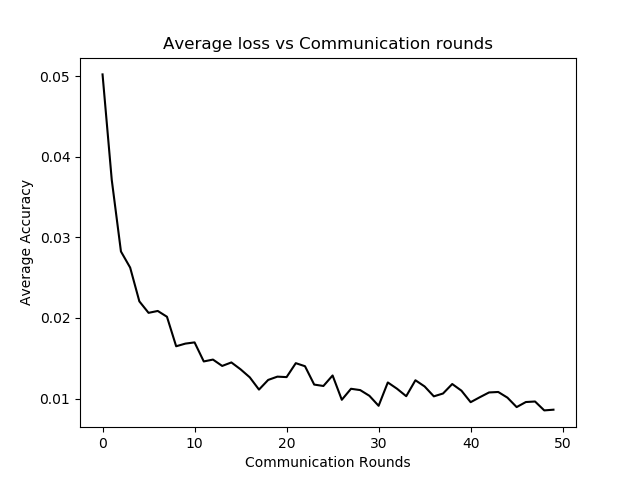 Average loss vs Communication rounds
0.05
0.04
0.03
0.02
0.01
Average Accuracy
0 10 20 30 40 50
Communication Rounds